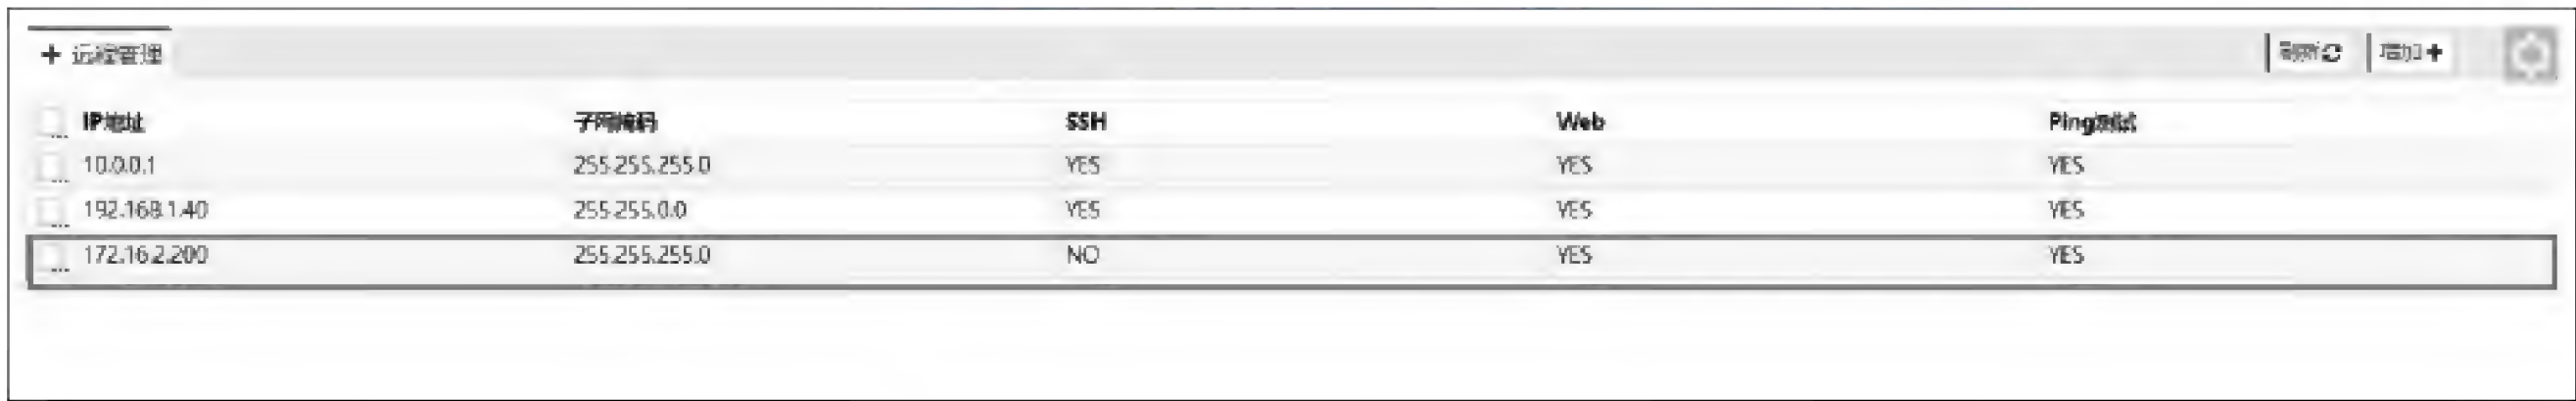 + 远程管理 刷新 增加+
IP地址 子网掩码 SSH Web Ping测试
10.0.0.1 255.255.255.0 YES YES YES
192.168.1.40 255.255.0.0 YES YES YES
172.16.2.200 255.255.255.0 NO YES YES